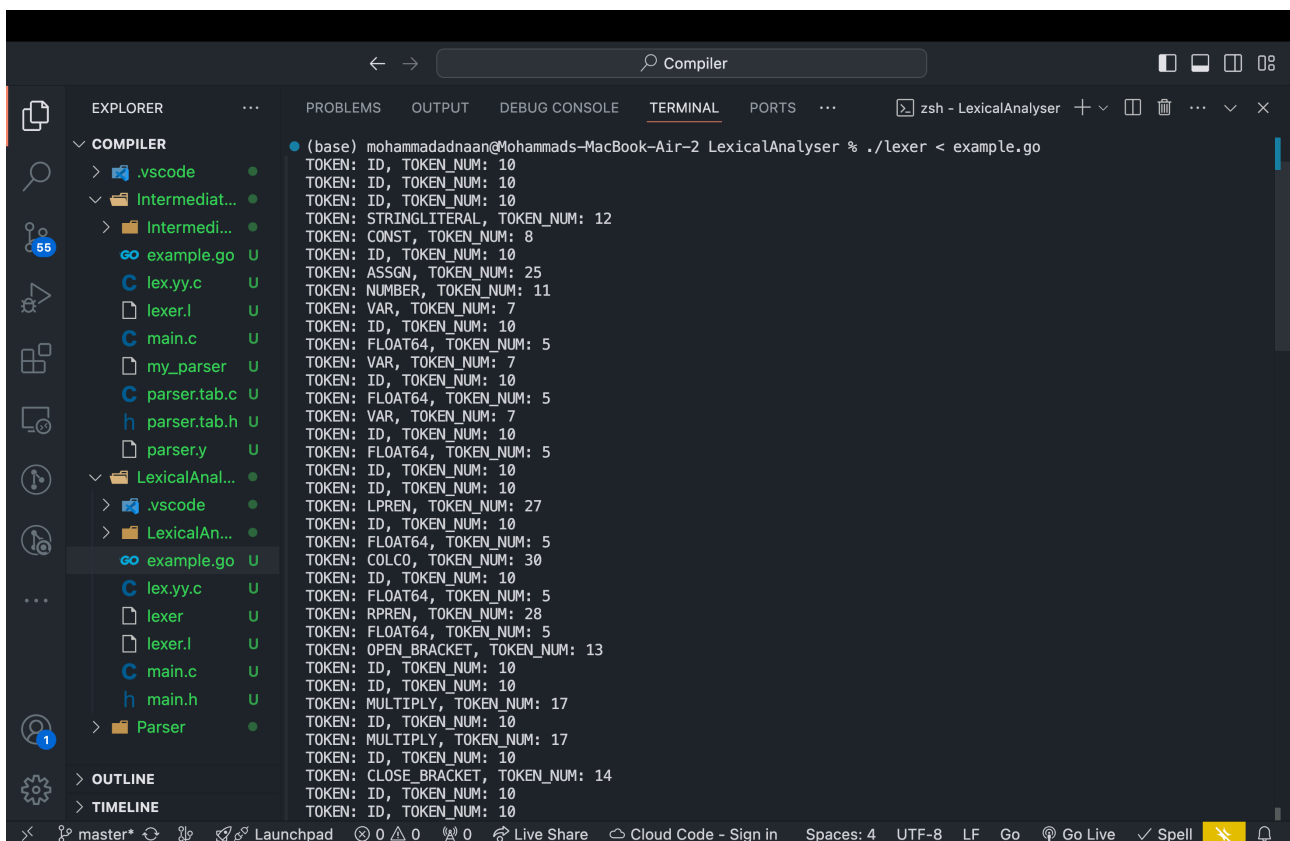 Compiler
EXPLORER
PROBLEMS OUTPUT DEBUG CONSOLE TERMINAL PORTS zsh - LexicalAnalyser
COMPILER
.vscode
Intermediat...
Intermedi...
GO example.go U
C lex.yy.c U
lexer.l U
C main.c U
my_parser U
C parser.tab.c U
h parser.tab.h U
parser.y U
LexicalAnal...
.vscode
LexicalAn...
GO example.go U
C lex.yy.c U
lexer U
lexer.l U
C main.c U
h main.h U
Parser
OUTLINE
TIMELINE
55
1
(base) mohammadadnaan@Mohammads-MacBook-Air-2 LexicalAnalyser % ./lexer < example.go
TOKEN: ID, TOKEN_NUM: 10
TOKEN: ID, TOKEN_NUM: 10
TOKEN: ID, TOKEN_NUM: 10
TOKEN: STRINGLITERAL, TOKEN_NUM: 12
TOKEN: CONST, TOKEN_NUM: 8
TOKEN: ID, TOKEN_NUM: 10
TOKEN: ASSGN, TOKEN_NUM: 25
TOKEN: NUMBER, TOKEN_NUM: 11
TOKEN: VAR, TOKEN_NUM: 7
TOKEN: ID, TOKEN_NUM: 10
TOKEN: FLOAT64, TOKEN_NUM: 5
TOKEN: VAR, TOKEN_NUM: 7
TOKEN: ID, TOKEN_NUM: 10
TOKEN: FLOAT64, TOKEN_NUM: 5
TOKEN: VAR, TOKEN_NUM: 7
TOKEN: ID, TOKEN_NUM: 10
TOKEN: FLOAT64, TOKEN_NUM: 5
TOKEN: ID, TOKEN_NUM: 10
TOKEN: ID, TOKEN_NUM: 10
TOKEN: LPREN, TOKEN_NUM: 27
TOKEN: ID, TOKEN_NUM: 10
TOKEN: FLOAT64, TOKEN_NUM: 5
TOKEN: COLCO, TOKEN_NUM: 30
TOKEN: ID, TOKEN_NUM: 10
TOKEN: FLOAT64, TOKEN_NUM: 5
TOKEN: RPREN, TOKEN_NUM: 28
TOKEN: FLOAT64, TOKEN_NUM: 5
TOKEN: OPEN_BRACKET, TOKEN_NUM: 13
TOKEN: ID, TOKEN_NUM: 10
TOKEN: ID, TOKEN_NUM: 10
TOKEN: MULTIPLY, TOKEN_NUM: 17
TOKEN: ID, TOKEN_NUM: 10
TOKEN: MULTIPLY, TOKEN_NUM: 17
TOKEN: ID, TOKEN_NUM: 10
TOKEN: CLOSE_BRACKET, TOKEN_NUM: 14
TOKEN: ID, TOKEN_NUM: 10
TOKEN: ID, TOKEN_NUM: 10
master* Launchpad 0 0 0 Live Share Cloud Code - Sign in Spaces: 4 UTF-8 LF Go Go Live Spell